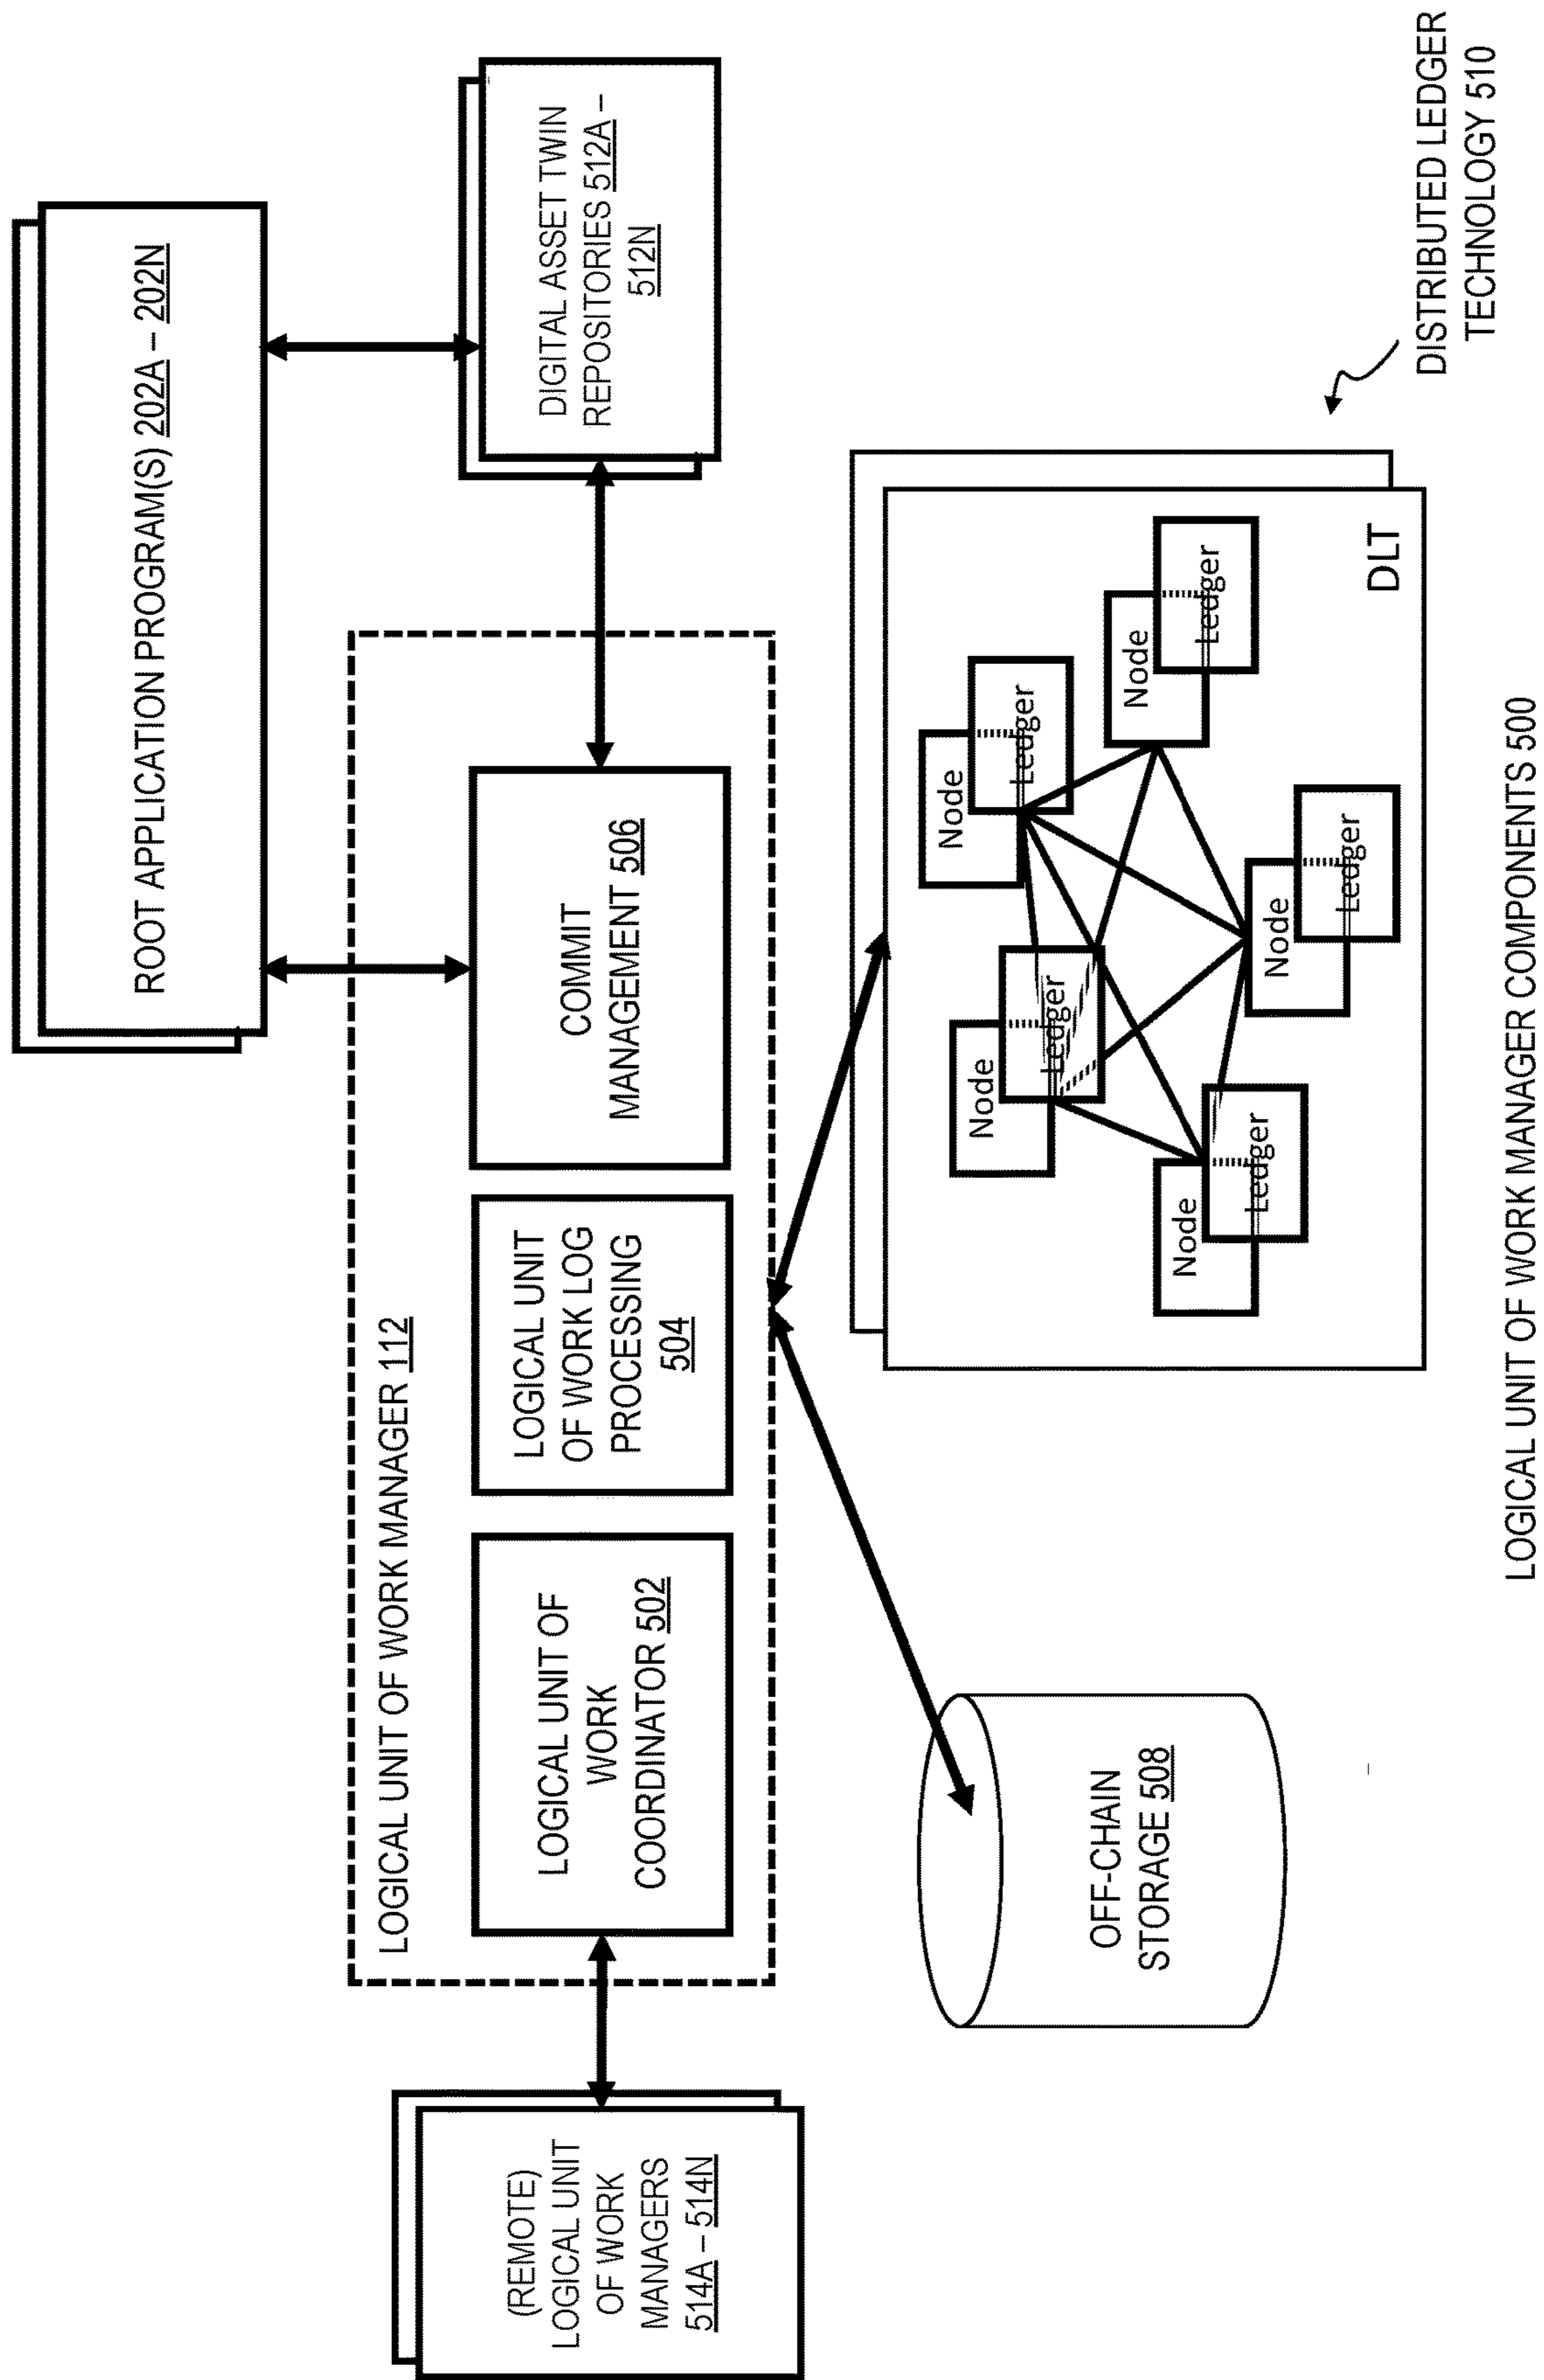 ROOT APPLICATION PROGRAM(S) 202A – 202N
LOGICAL UNIT OF WORK MANAGER 112
(REMOTE)
LOGICAL UNIT
OF WORK
MANAGERS
514A – 514N
LOGICAL UNIT OF
WORK
COORDINATOR 502
LOGICAL UNIT
OF WORK LOG
PROCESSING
504
COMMIT
MANAGEMENT 506
DIGITAL ASSET TWIN
REPOSITORIES 512A –
512N
OFF-CHAIN
STORAGE 508
Node
Ledger
Node
Ledger
Node
Ledger
Node
Ledger
Node
Ledger
DLT
DISTRIBUTED LEDGER
TECHNOLOGY 510
LOGICAL UNIT OF WORK MANAGER COMPONENTS 500